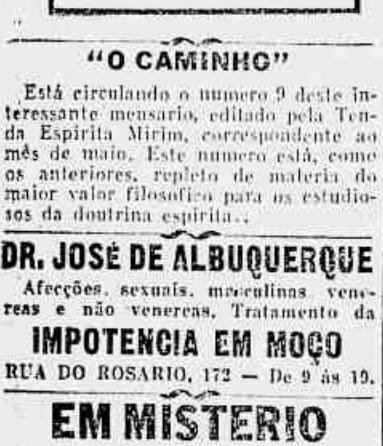 “O CAMINHO”
Está circulando o numero 9 deste in-
teressante mensario, editado pela Ten-
da Espirita Mirim, correspondente ao
mês de maio. Este numero está, como
os anteriores, repleto de materia do
maior valor filosofico para os estudio-
sos da doutrina espirita..
DR. JOSÉ DE ALBUQUERQUE
Afecções, sexuais, masculinas, vene-
reas e não venereas. Tratamento da
IMPOTENCIA EM MOÇO
RUA DO ROSARIO, 172 — De 9 ás 19.
EM MISTERIO